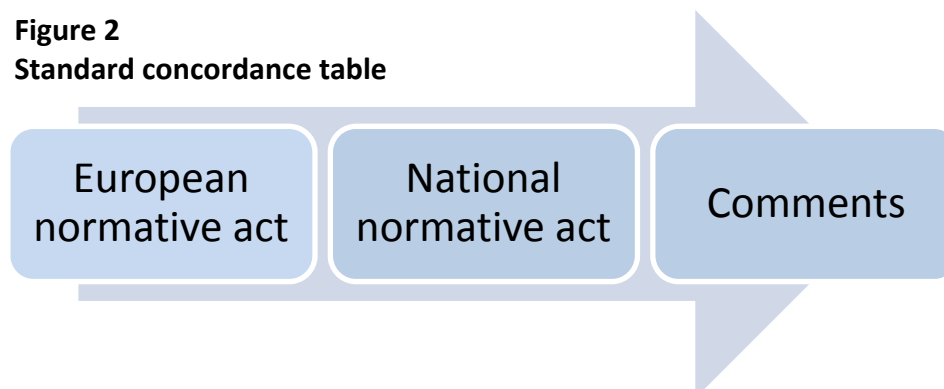 Figure 2
Standard concordance table
European
normative act
National
normative act
Comments